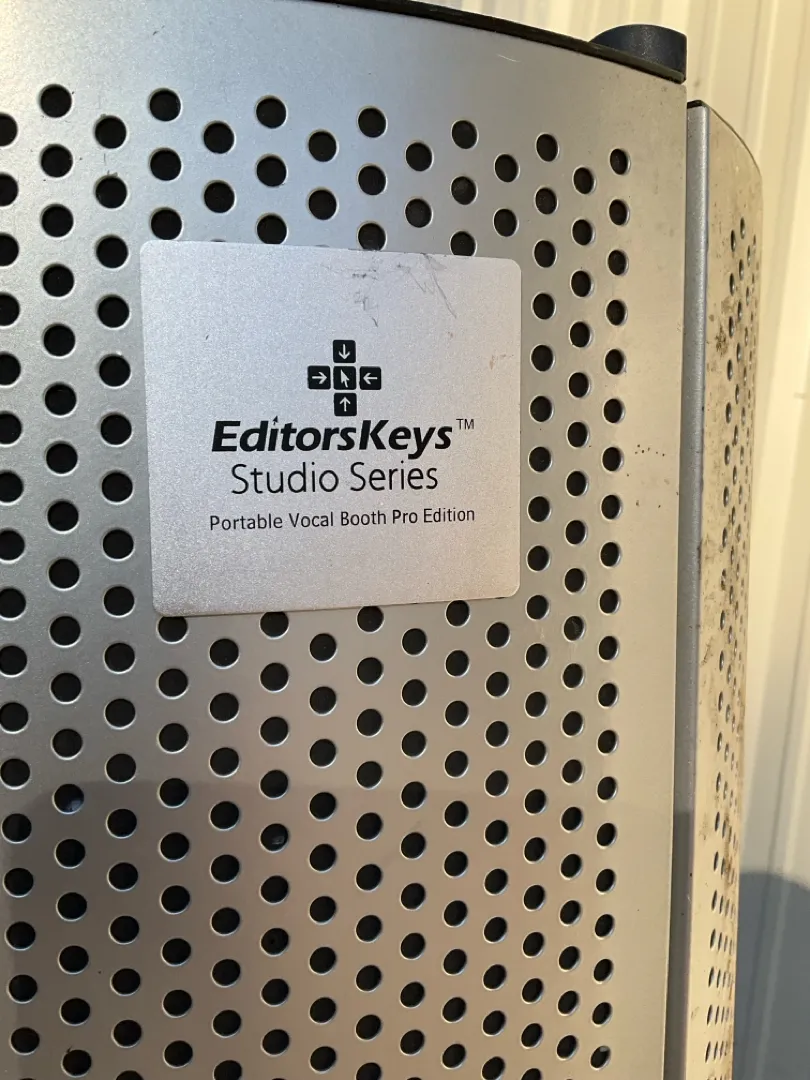 EditorsKeys™
Studio Series
Portable Vocal Booth Pro Edition